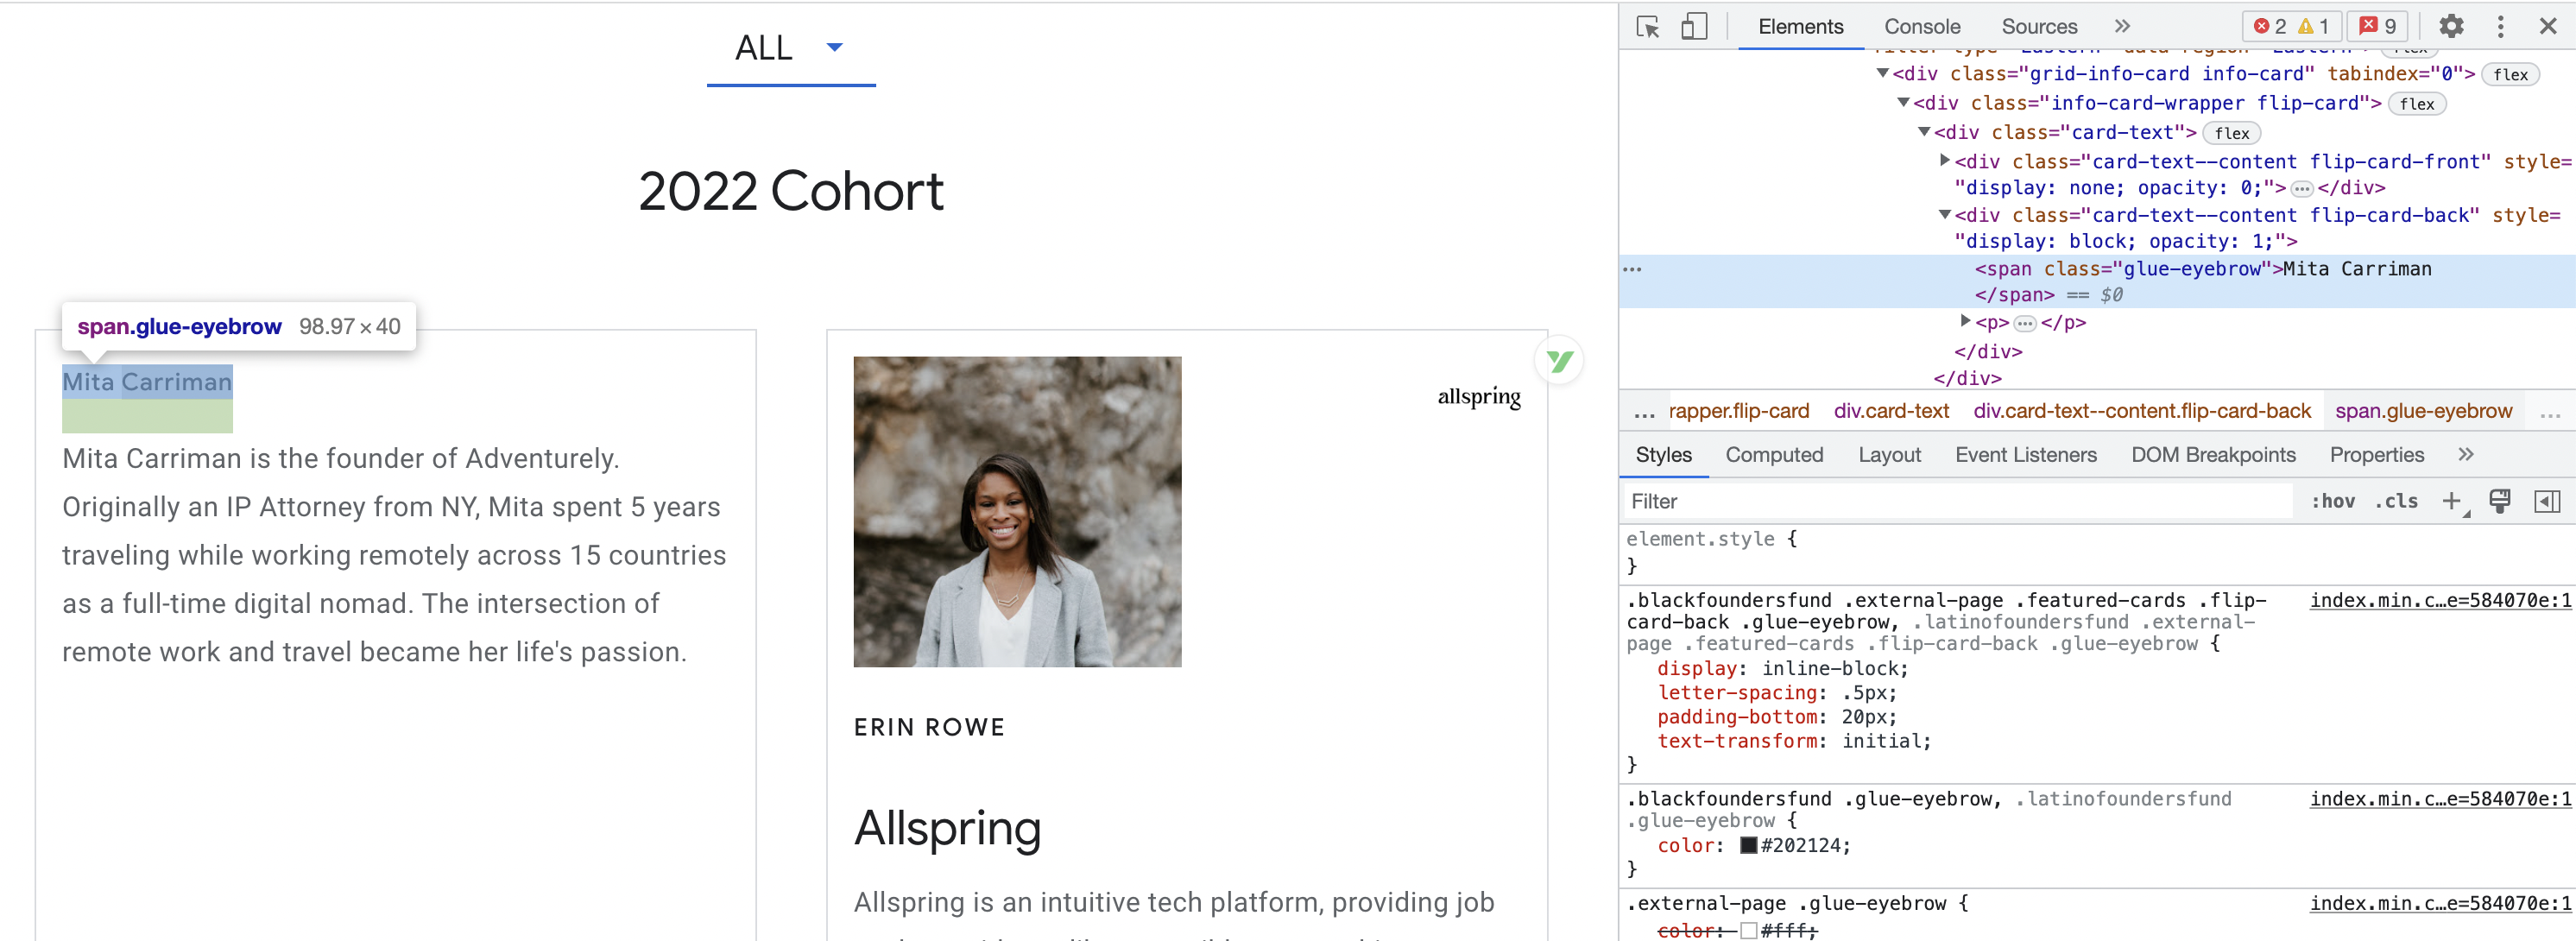 ALL
2022 Cohort
span.glue-eyebrow 98.97×40
Mita Carriman
Mita Carriman is the founder of Adventurely.
Originally an IP Attorney from NY, Mita spent 5 years
traveling while working remotely across 15 countries
as a full-time digital nomad. The intersection of
remote work and travel became her life's passion.
allspring
ERIN ROWE
Allspring
Allspring is an intuitive tech platform, providing job
Elements Console Sources » 2 1 9
<div class="grid-info-card info-card" tabindex="0"> flex
<div class="info-card-wrapper flip-card"> flex
<div class="card-text"> flex
<div class="card-text--content flip-card-front" style=
"display: none; opacity: 0;"> … </div>
<div class="card-text--content flip-card-back" style=
"display: block; opacity: 1;">
… <span class="glue-eyebrow">Mita Carriman
</span> == $0
<p> … </p>
</div>
</div>
… rapper.flip-card div.card-text div.card-text--content.flip-card-back span.glue-eyebrow …
Styles Computed Layout Event Listeners DOM Breakpoints Properties »
Filter :hov .cls +
element.style {
}
.blackfoundersfund .external-page .featured-cards .flip- index.min.c…e=584070e:1
card-back .glue-eyebrow, .latinofoundersfund .external-
page .featured-cards .flip-card-back .glue-eyebrow {
display: inline-block;
letter-spacing: .5px;
padding-bottom: 20px;
text-transform: initial;
}
.blackfoundersfund .glue-eyebrow, .latinofoundersfund index.min.c…e=584070e:1
.glue-eyebrow {
color: #202124;
}
.external-page .glue-eyebrow { index.min.c…e=584070e:1
color: #fff;